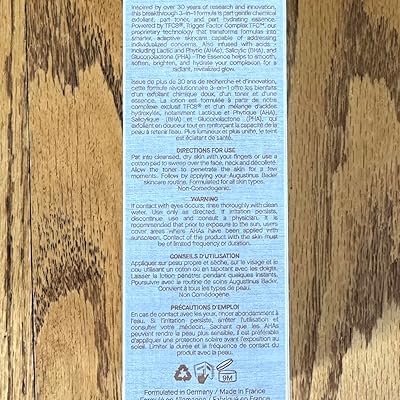 Inspired by over 30 years of research and innovation,
this breakthrough 3-in-1 formula is part gentle chemical
exfoliant, part toner, and part hydrating essence.
Powered by TFC8®, Trigger Factor Complex TFC™, our
proprietary technology that transforms formulas into
smarter, adaptive skincare capable of addressing
individualized concerns. Also infused with acids -
including Lactic and Phytic (AHAs), Salicylic (BHA), and
Gluconolactone (PHA)—The Essence helps to smooth,
soften, brighten, and hydrate your complexion for a
radiant, revitalized glow.
Issue de plus de 30 ans de recherche et d'innovation,
cette formule révolutionnaire 3-en-1 offre les bienfaits
d'un exfoliant chimique doux, d'un toner et d'une
essence. La lotion est formulée à partir de notre
complexe exclusif TFC8® et d'un mélange d'acides
hydroxylés, notamment Lactique et Phytique (AHA),
Salicylique (BHA) et Gluconolactone (PHA) qui
exfolient en douceur tout en renforçant la capacité de la
peau à retenir l'eau. Plus lumineux et plus unifié, le teint
est éclatant de santé.
DIRECTIONS FOR USE
Pat into cleansed, dry skin with your fingers or use a
cotton pad to sweep over the face, neck and décolleté.
Allow the toner to penetrate the skin for a few moments.
Follow by applying your Augustinus Bader
skincare routine. Formulated for all skin types.
Non-Comedogenic.
WARNING
If contact with eyes occurs, rinse thoroughly with clean
water. Use only as directed. If irritation persists,
discontinue use and consult a physician. It is
recommended that prior to exposure to the sun, users
cover areas where AHAs have been applied with
sunscreen. Contact of the product with the skin must
be of limited frequency or duration.
CONSEILS D'UTILISATION
Appliquer sur peau propre et sèche, sur le visage et le
cou utilisant un coton ou en tapotant avec les doigts.
Laisser la lotion pénétrer pendant quelques instants.
Poursuivre avec la routine de soins Augustinus Bader.
Convient à tous les types de peau.
Non Comédogène.
PRÉCAUTIONS D'EMPLOI
En cas de contact avec les yeux, rincer abondamment à
l'eau. Si l'irritation persiste, arrêter l'utilisation et
consulter votre médecin. Sachant que les AHAs
peuvent rendre la peau plus sensible, il est préférable
d'appliquer une protection solaire avant l'exposition au
soleil. Limiter la durée et la fréquence de contact du
produit avec la peau.
9M
Formulated in Germany / Made in France
Formulé en Allemagne / Fabriqué en France